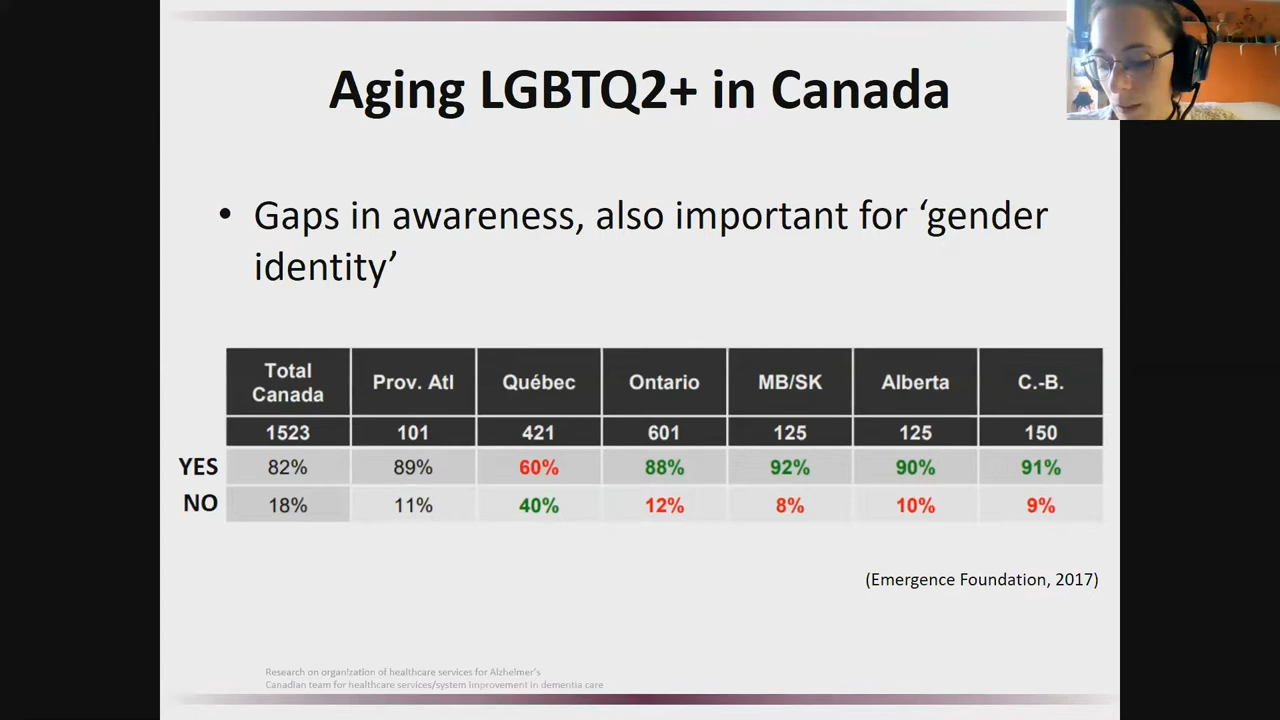 Aging LGBTQ2+ in Canada
• Gaps in awareness, also important for ‘gender
identity’
Total Canada Prov. Atl Québec Ontario MB/SK Alberta C.-B.
1523 101 421 601 125 125 150
YES 82% 89% 60% 88% 92% 90% 91%
NO 18% 11% 40% 12% 8% 10% 9%
(Emergence Foundation, 2017)
Research on organization of healthcare services for Alzheimer's
Canadian team for healthcare services/system improvement in dementia care